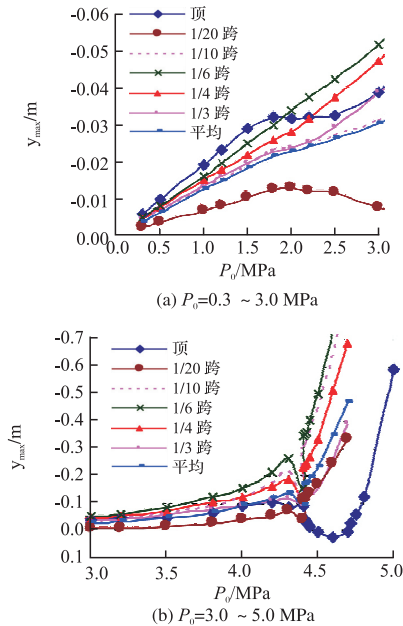 -0.06
-0.05
-0.04
-0.03
-0.02
-0.01
0.00
y_max/m
顶
1/20 跨
1/10 跨
1/6 跨
1/4 跨
1/3 跨
平均
0.0 0.5 1.0 1.5 2.0 2.5 3.0
P₀/MPa
(a) P₀=0.3 ~ 3.0 MPa
-0.7
-0.6
-0.5
-0.4
-0.3
-0.2
-0.1
0.0
0.1
y_max/m
顶
1/20 跨
1/10 跨
1/6 跨
1/4 跨
1/3 跨
平均
3.0 3.5 4.0 4.5 5.0
P₀/MPa
(b) P₀=3.0 ~ 5.0 MPa